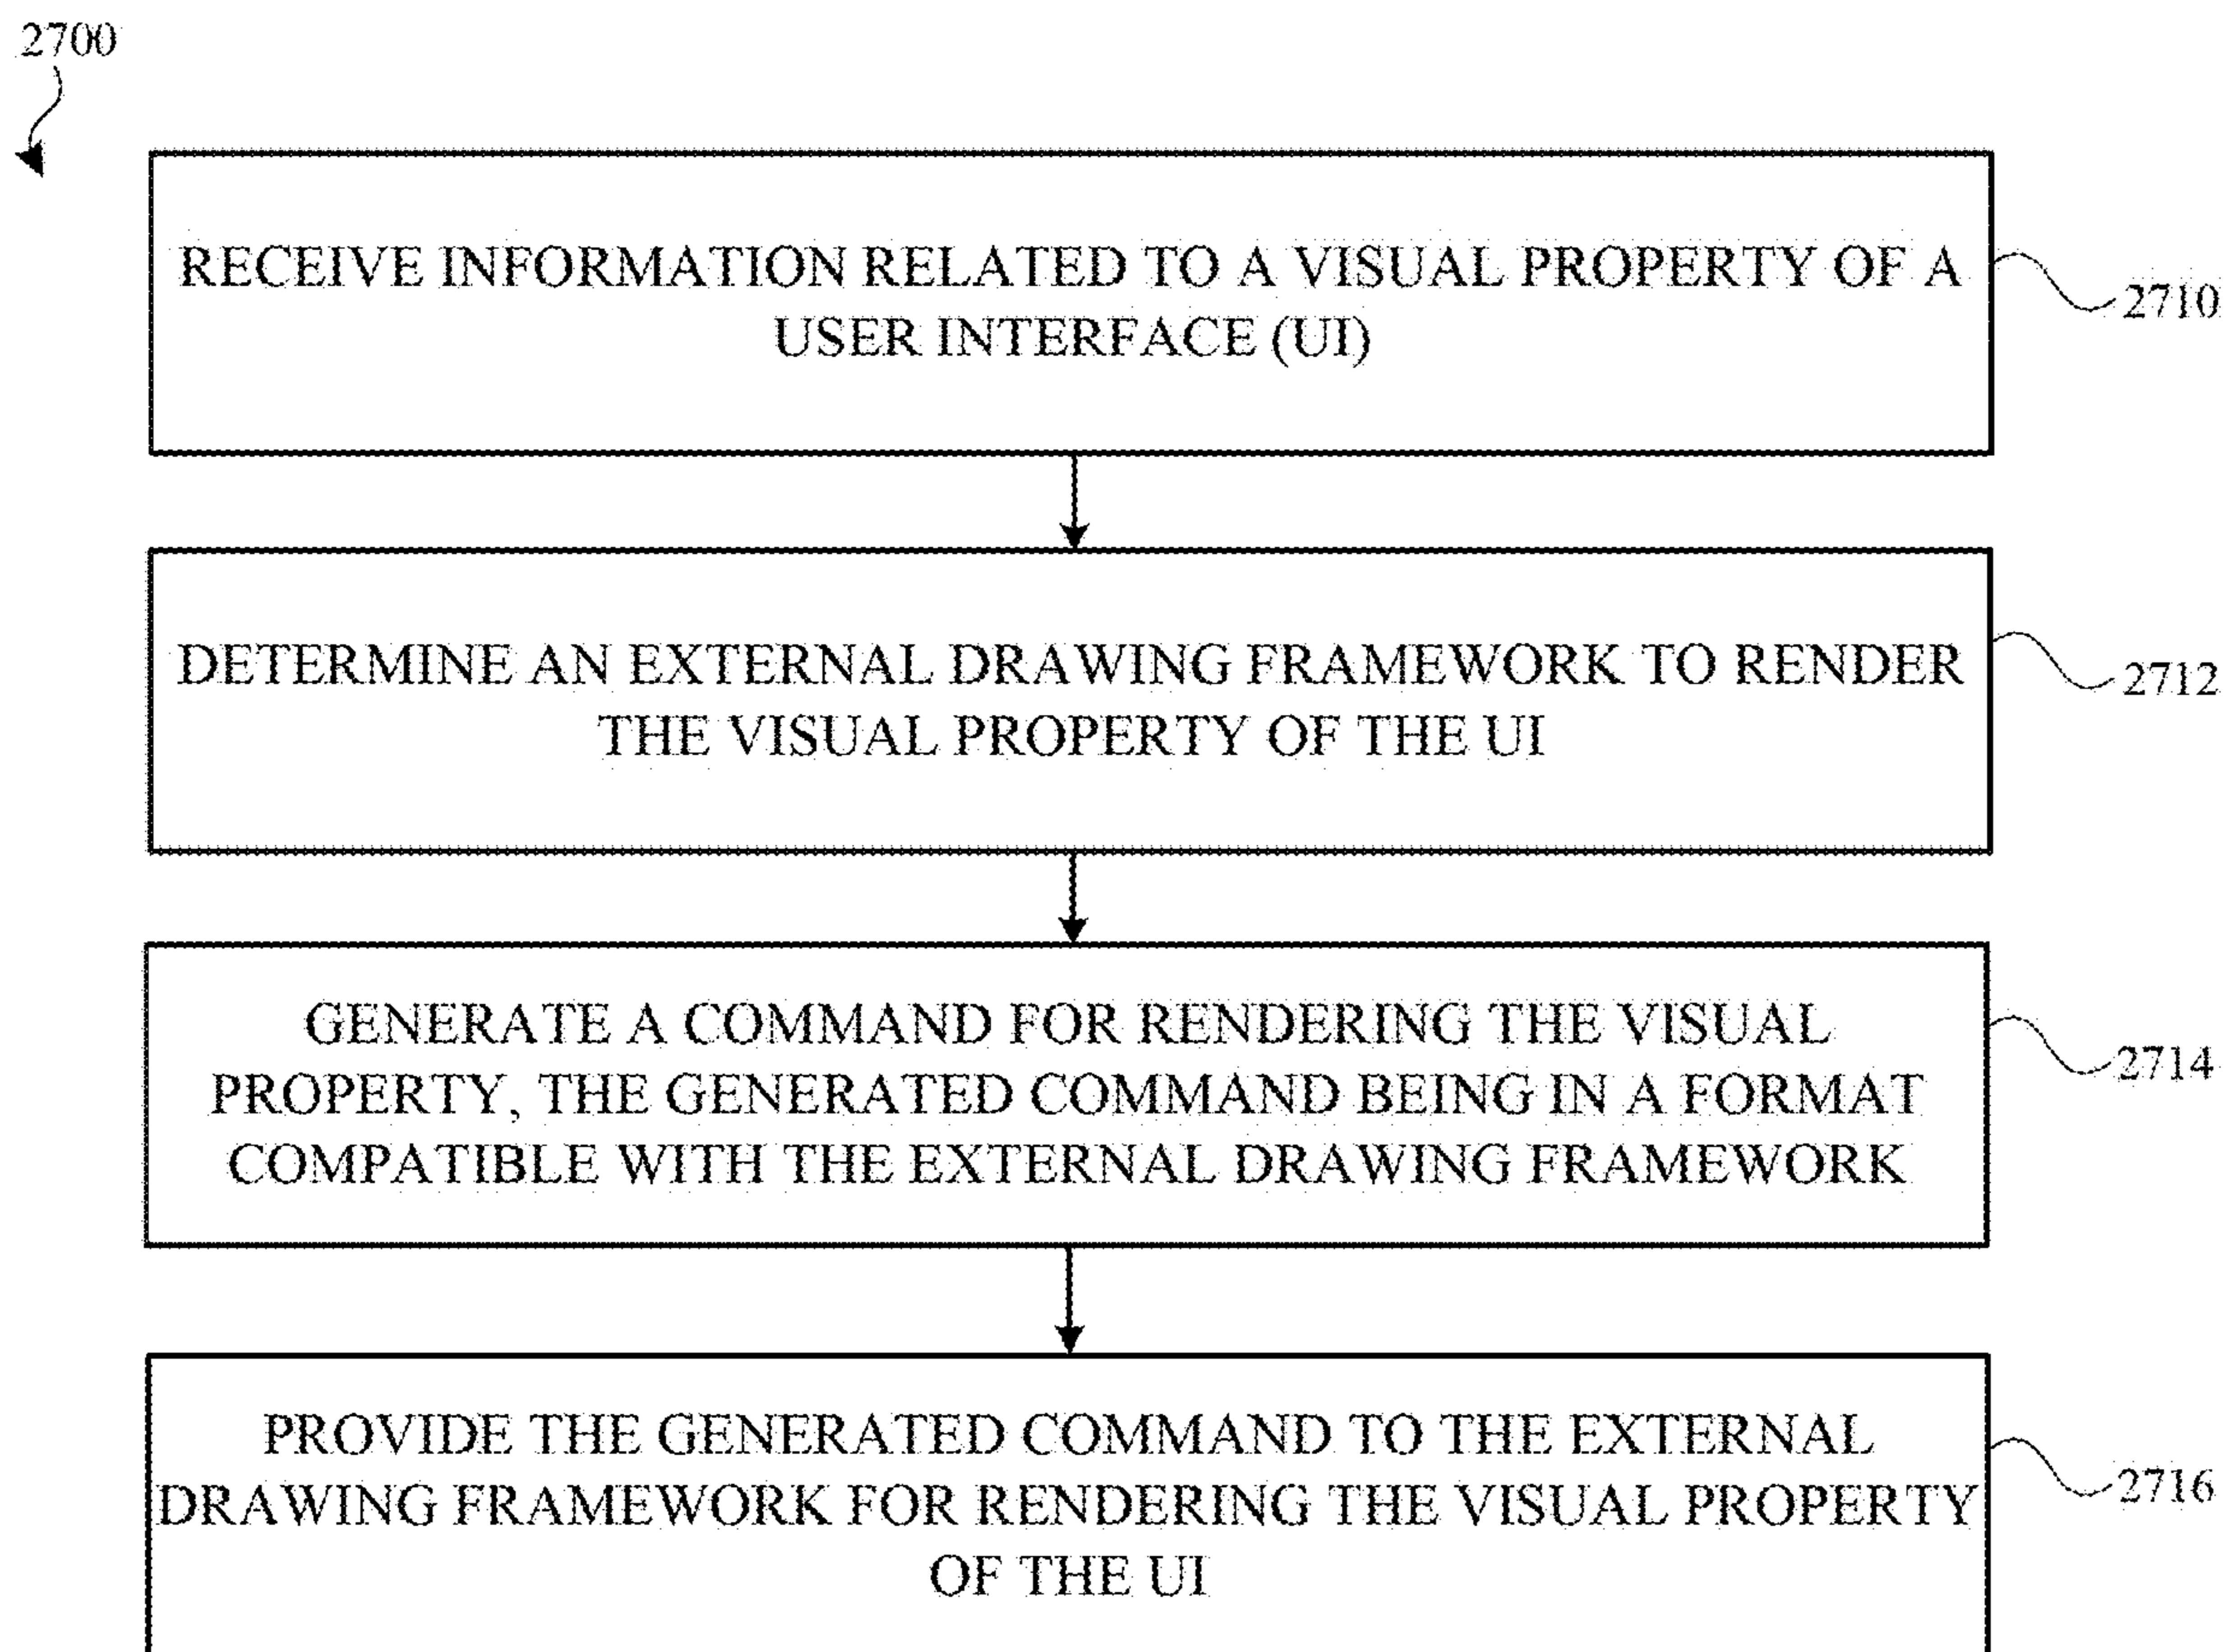 2700
RECEIVE INFORMATION RELATED TO A VISUAL PROPERTY OF A
USER INTERFACE (UI)
2710
DETERMINE AN EXTERNAL DRAWING FRAMEWORK TO RENDER
THE VISUAL PROPERTY OF THE UI
2712
GENERATE A COMMAND FOR RENDERING THE VISUAL
PROPERTY, THE GENERATED COMMAND BEING IN A FORMAT
COMPATIBLE WITH THE EXTERNAL DRAWING FRAMEWORK
2714
PROVIDE THE GENERATED COMMAND TO THE EXTERNAL
DRAWING FRAMEWORK FOR RENDERING THE VISUAL PROPERTY
OF THE UI
2716